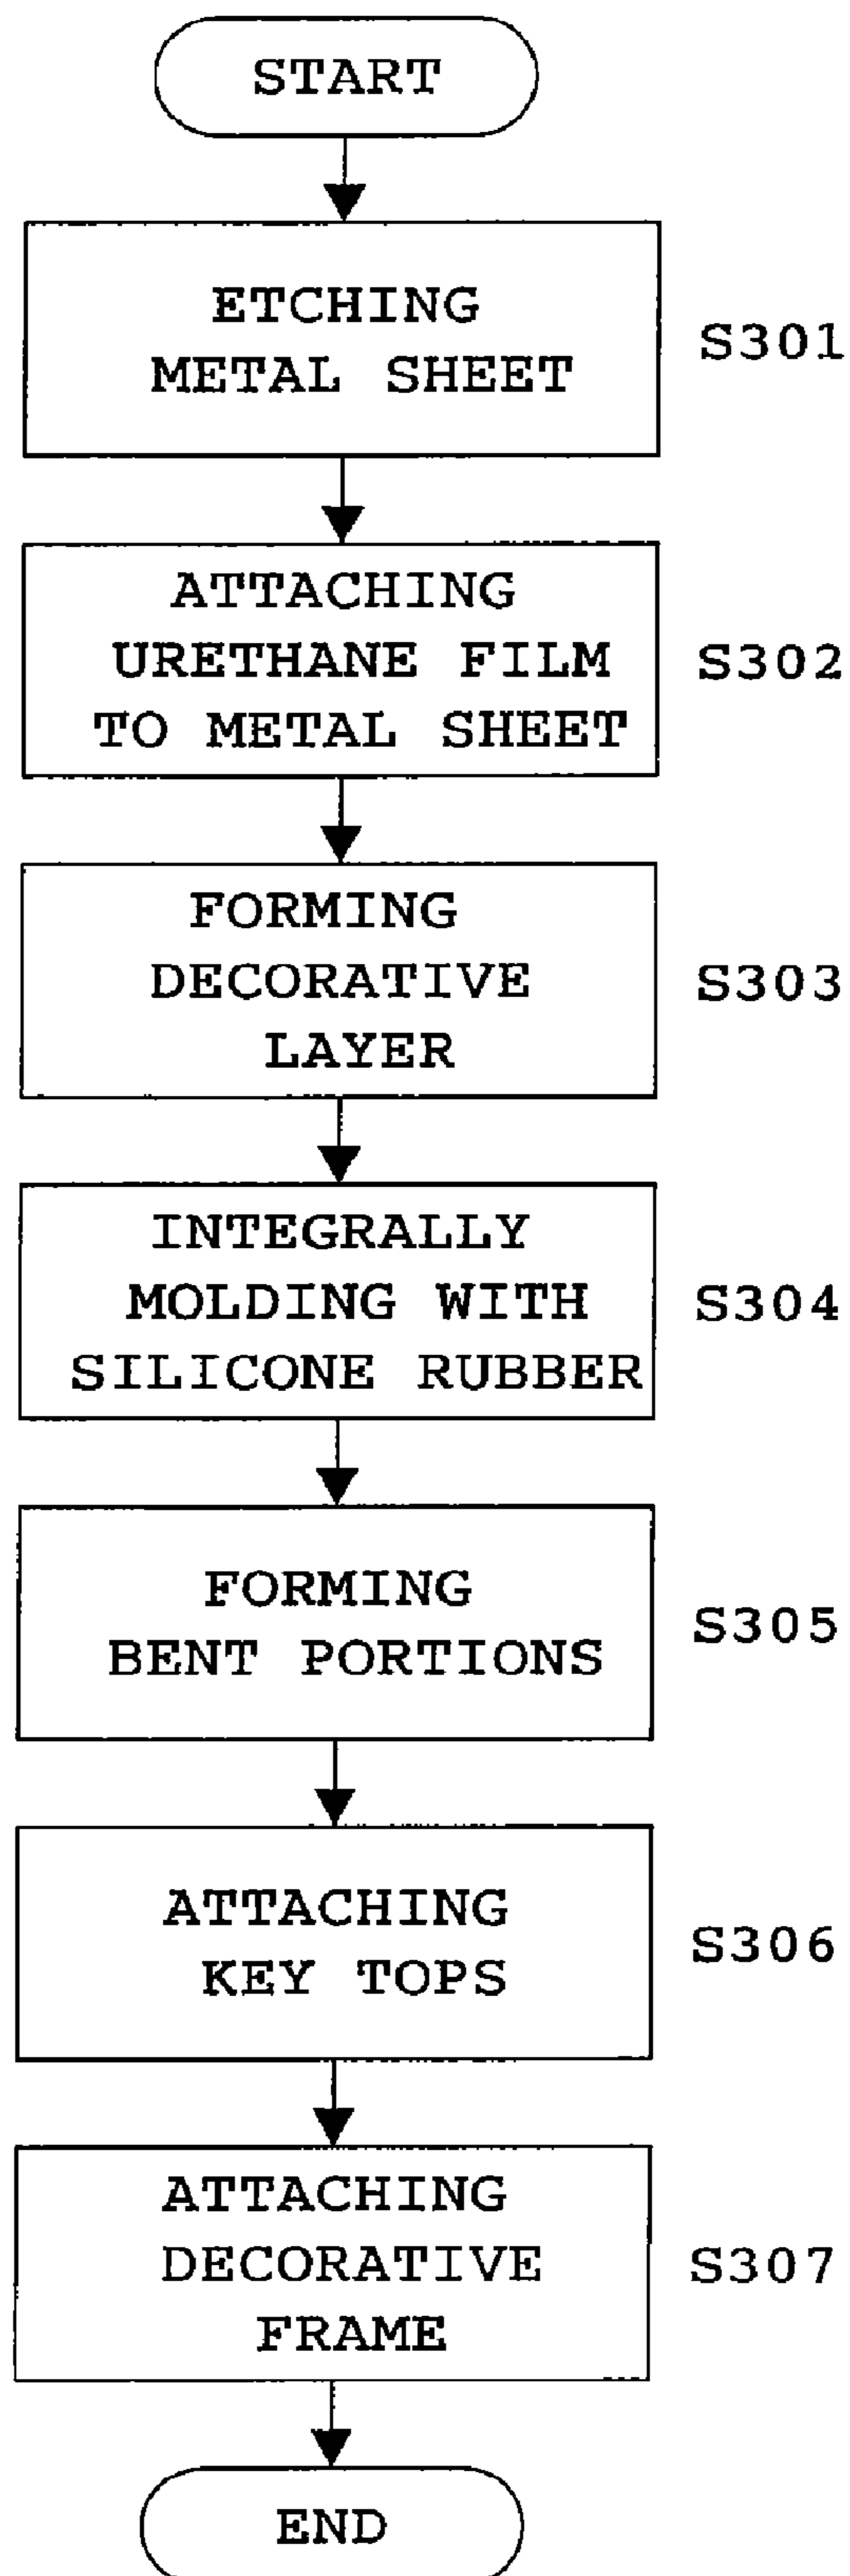 START
ETCHING
METAL SHEET
S301
ATTACHING
URETHANE FILM
TO METAL SHEET
S302
FORMING
DECORATIVE
LAYER
S303
INTEGRALLY
MOLDING WITH
SILICONE RUBBER
S304
FORMING
BENT PORTIONS
S305
ATTACHING
KEY TOPS
S306
ATTACHING
DECORATIVE
FRAME
S307
END